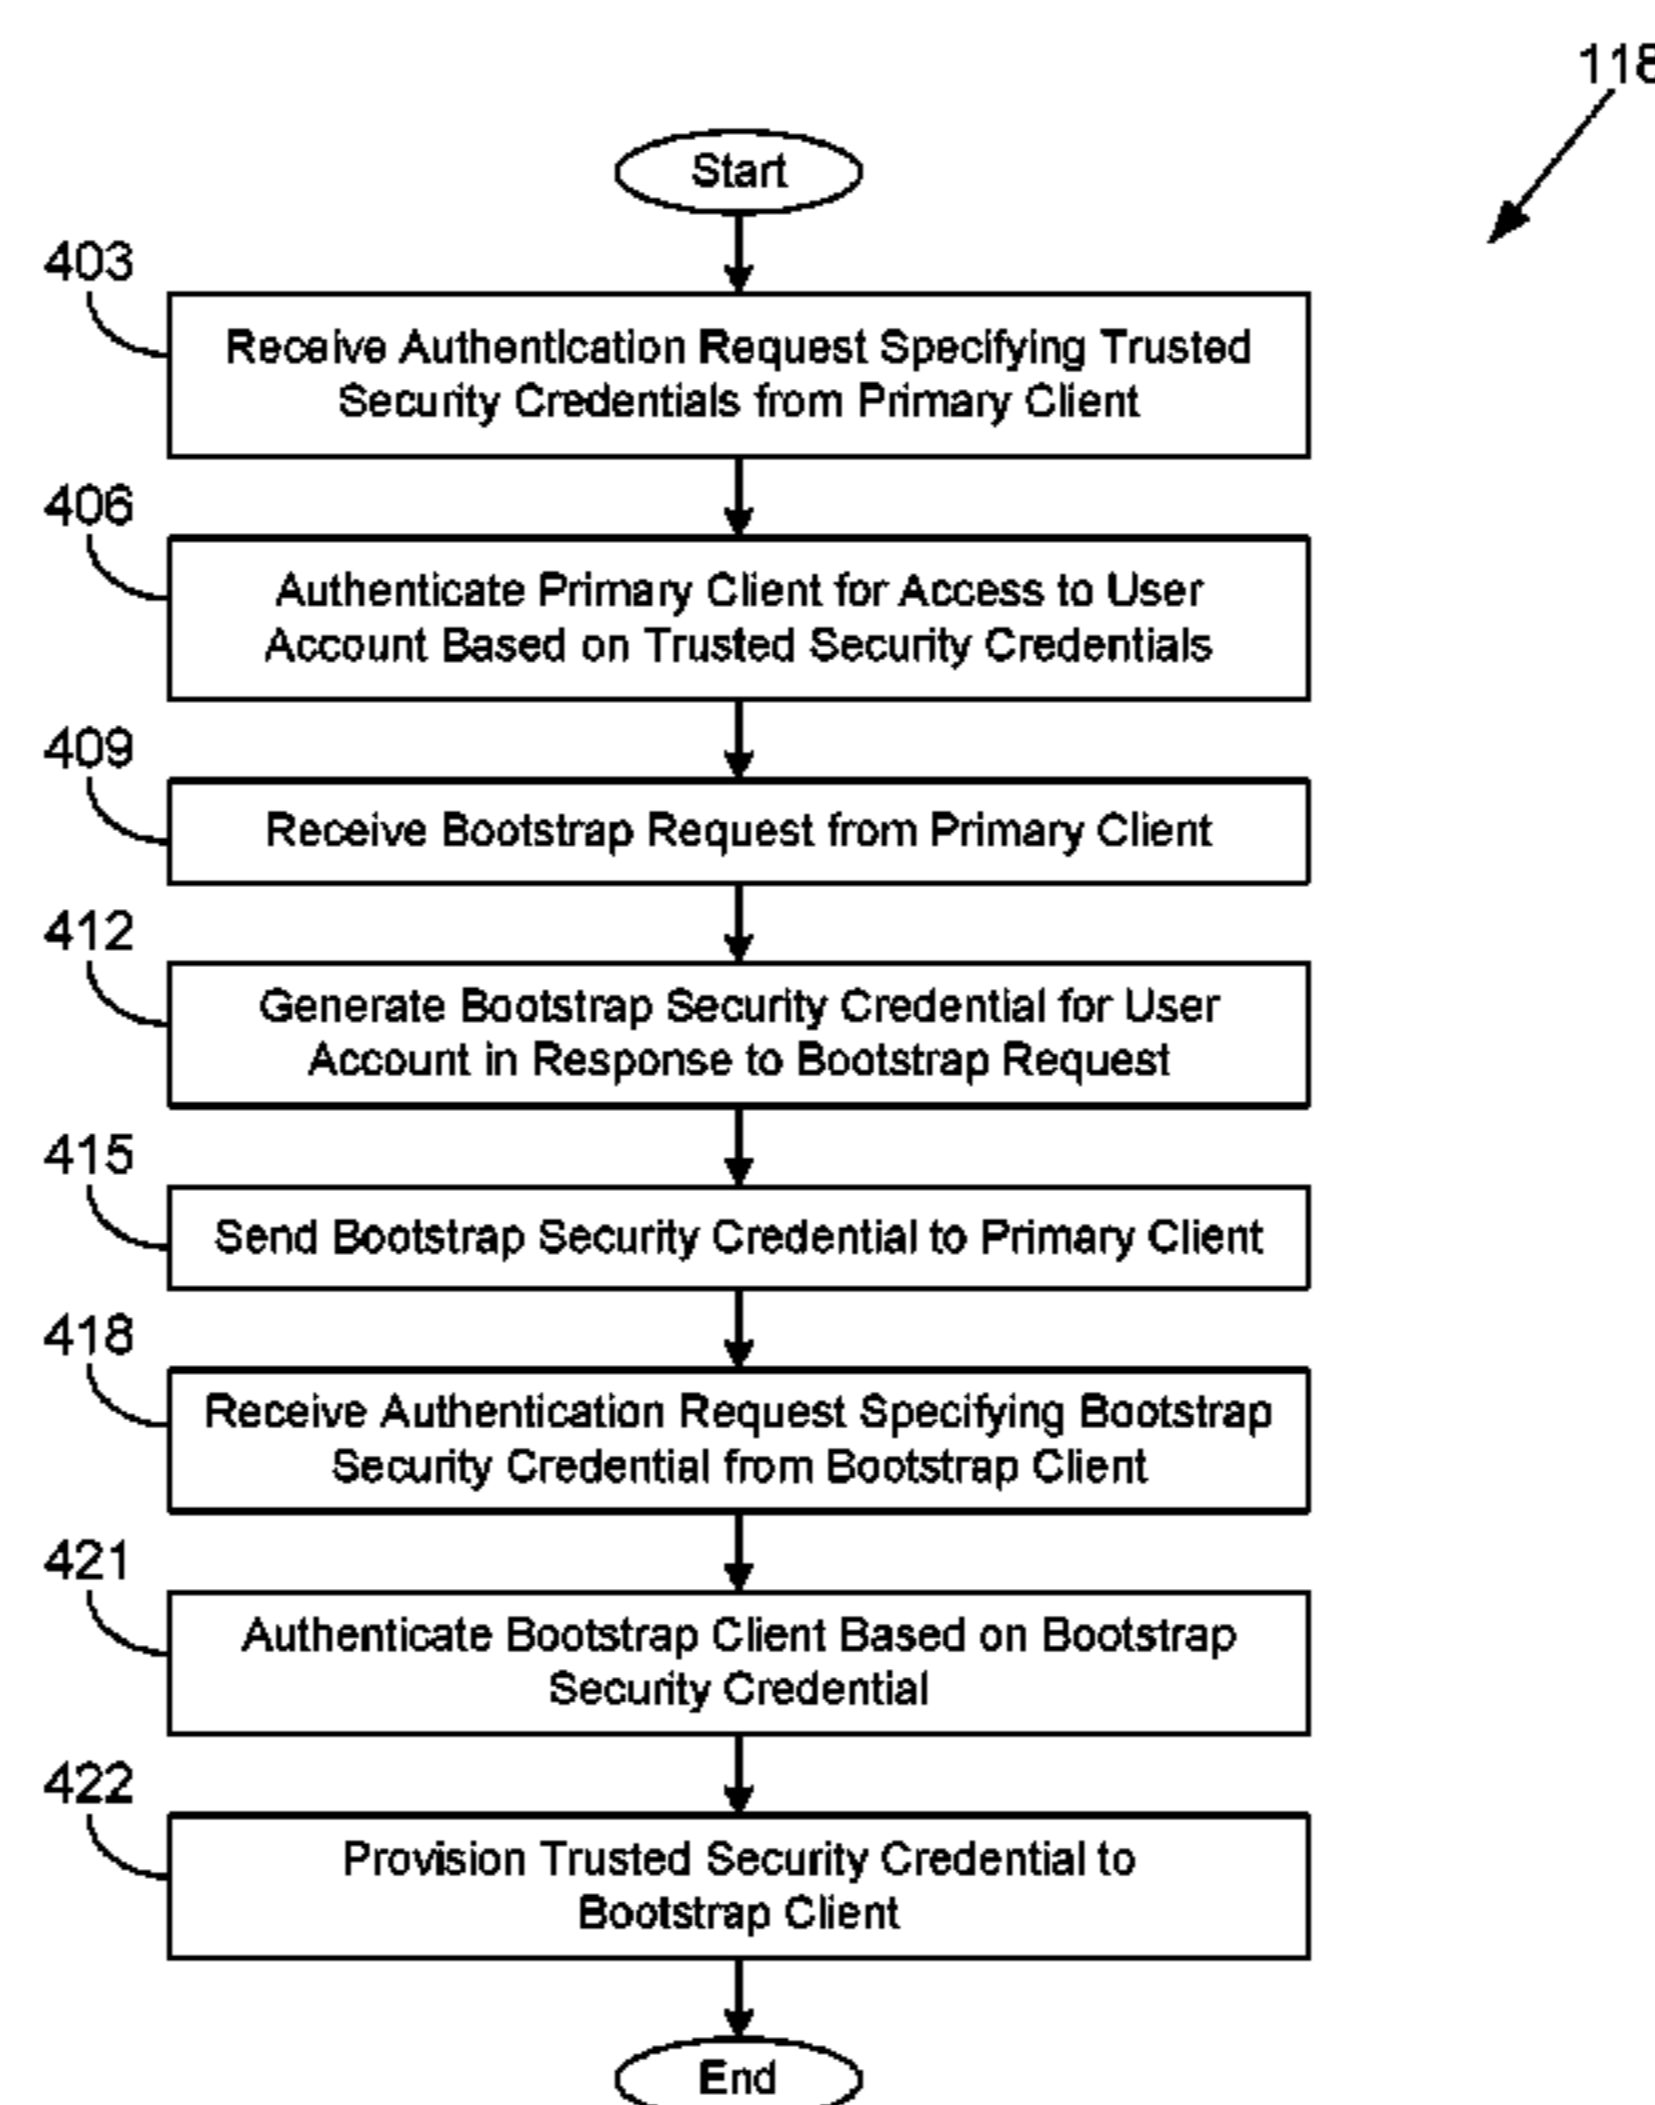 118
Start
403
Receive Authentication Request Specifying Trusted
Security Credentials from Primary Client
406
Authenticate Primary Client for Access to User
Account Based on Trusted Security Credentials
409
Receive Bootstrap Request from Primary Client
412
Generate Bootstrap Security Credential for User
Account in Response to Bootstrap Request
415
Send Bootstrap Security Credential to Primary Client
418
Receive Authentication Request Specifying Bootstrap
Security Credential from Bootstrap Client
421
Authenticate Bootstrap Client Based on Bootstrap
Security Credential
422
Provision Trusted Security Credential to
Bootstrap Client
End